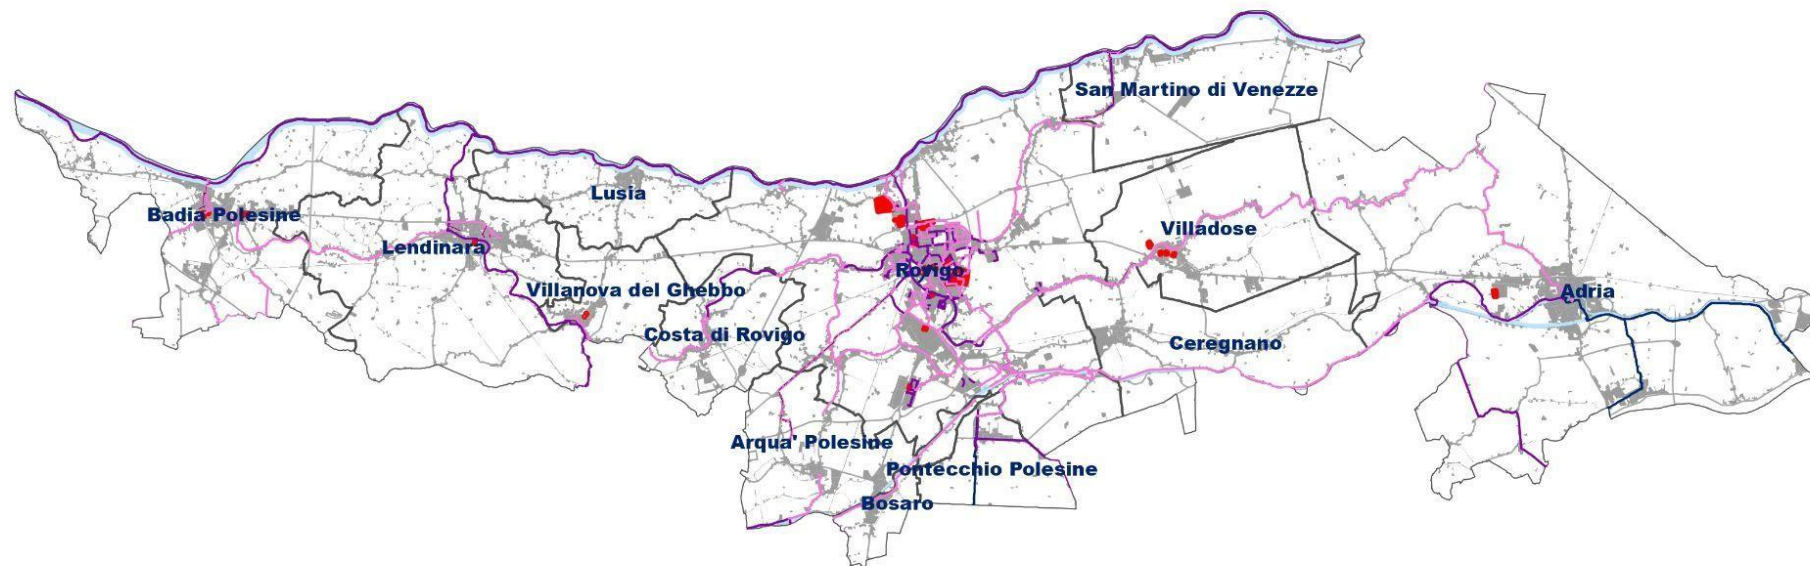 San Martino di Venezze
Lusia
Badia Polesine
Villadose
Lendinara
Rovigo
Villanova del Ghebbo
Adria
Costa di Rovigo
Ceregnano
Arqua' Polesine
Pontecchio Polesine
Bosaro